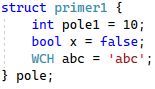 struct primer1 {
    int pole1 = 10;
    bool x = false;
    WCH abc = 'abc';
} pole;